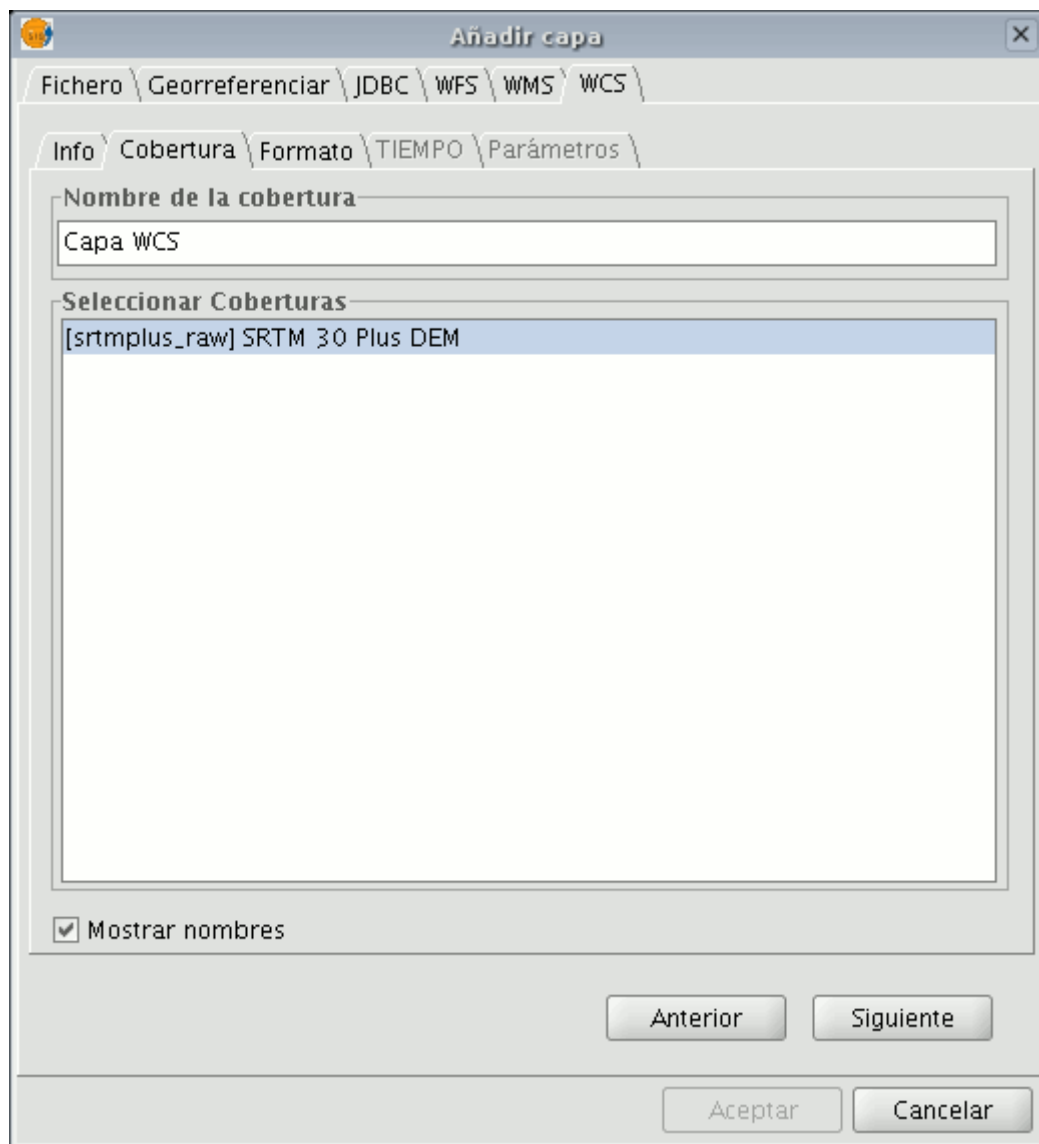 Añadir capa
Fichero Georreferenciar JDBC WFS WMS WCS
Info Cobertura Formato TIEMPO Parámetros
Nombre de la cobertura
Capa WCS
Seleccionar Coberturas
[srtmplus_raw] SRTM 30 Plus DEM
Mostrar nombres
Anterior Siguiente
Aceptar Cancelar